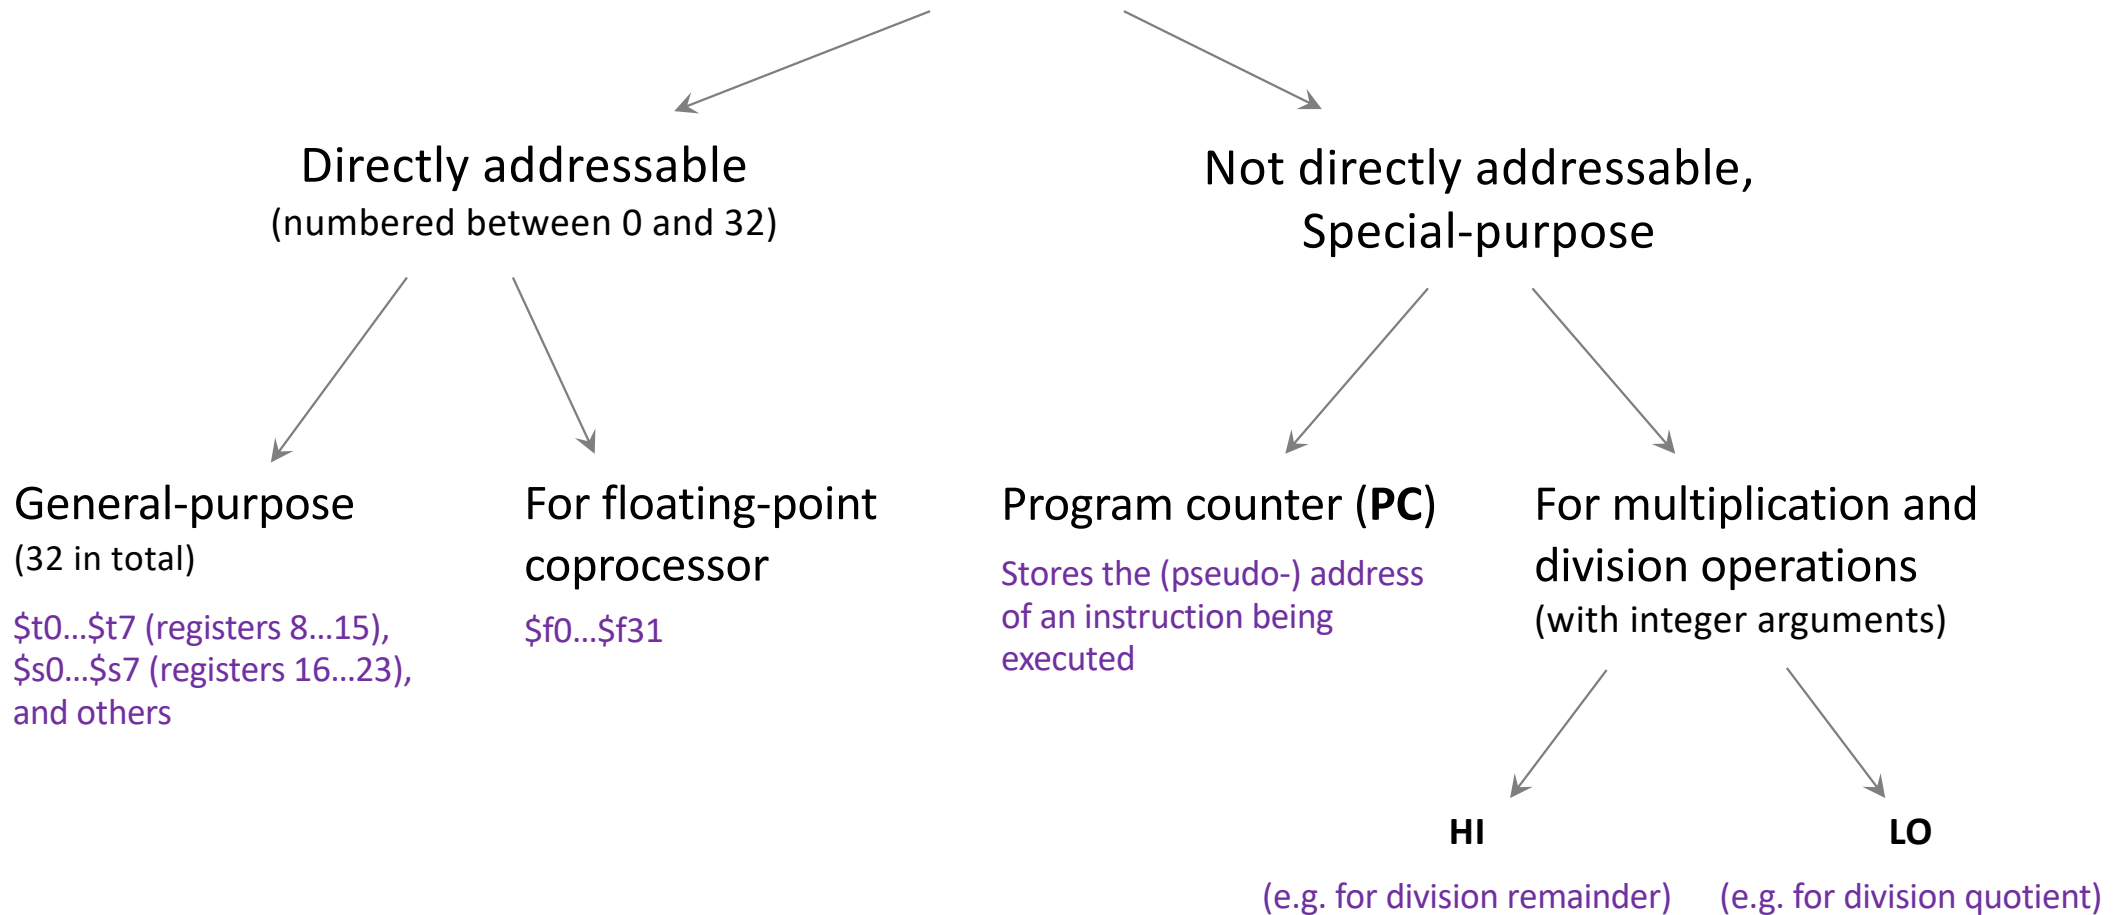 Directly addressable
(numbered between 0 and 32)
Not directly addressable,
Special-purpose
General-purpose
(32 in total)
$t0...$t7 (registers 8...15),
$s0...$s7 (registers 16...23),
and others
For floating-point
coprocessor
$f0...$f31
Program counter (PC)
Stores the (pseudo-) address
of an instruction being
executed
For multiplication and
division operations
(with integer arguments)
HI
(e.g. for division remainder)
LO
(e.g. for division quotient)